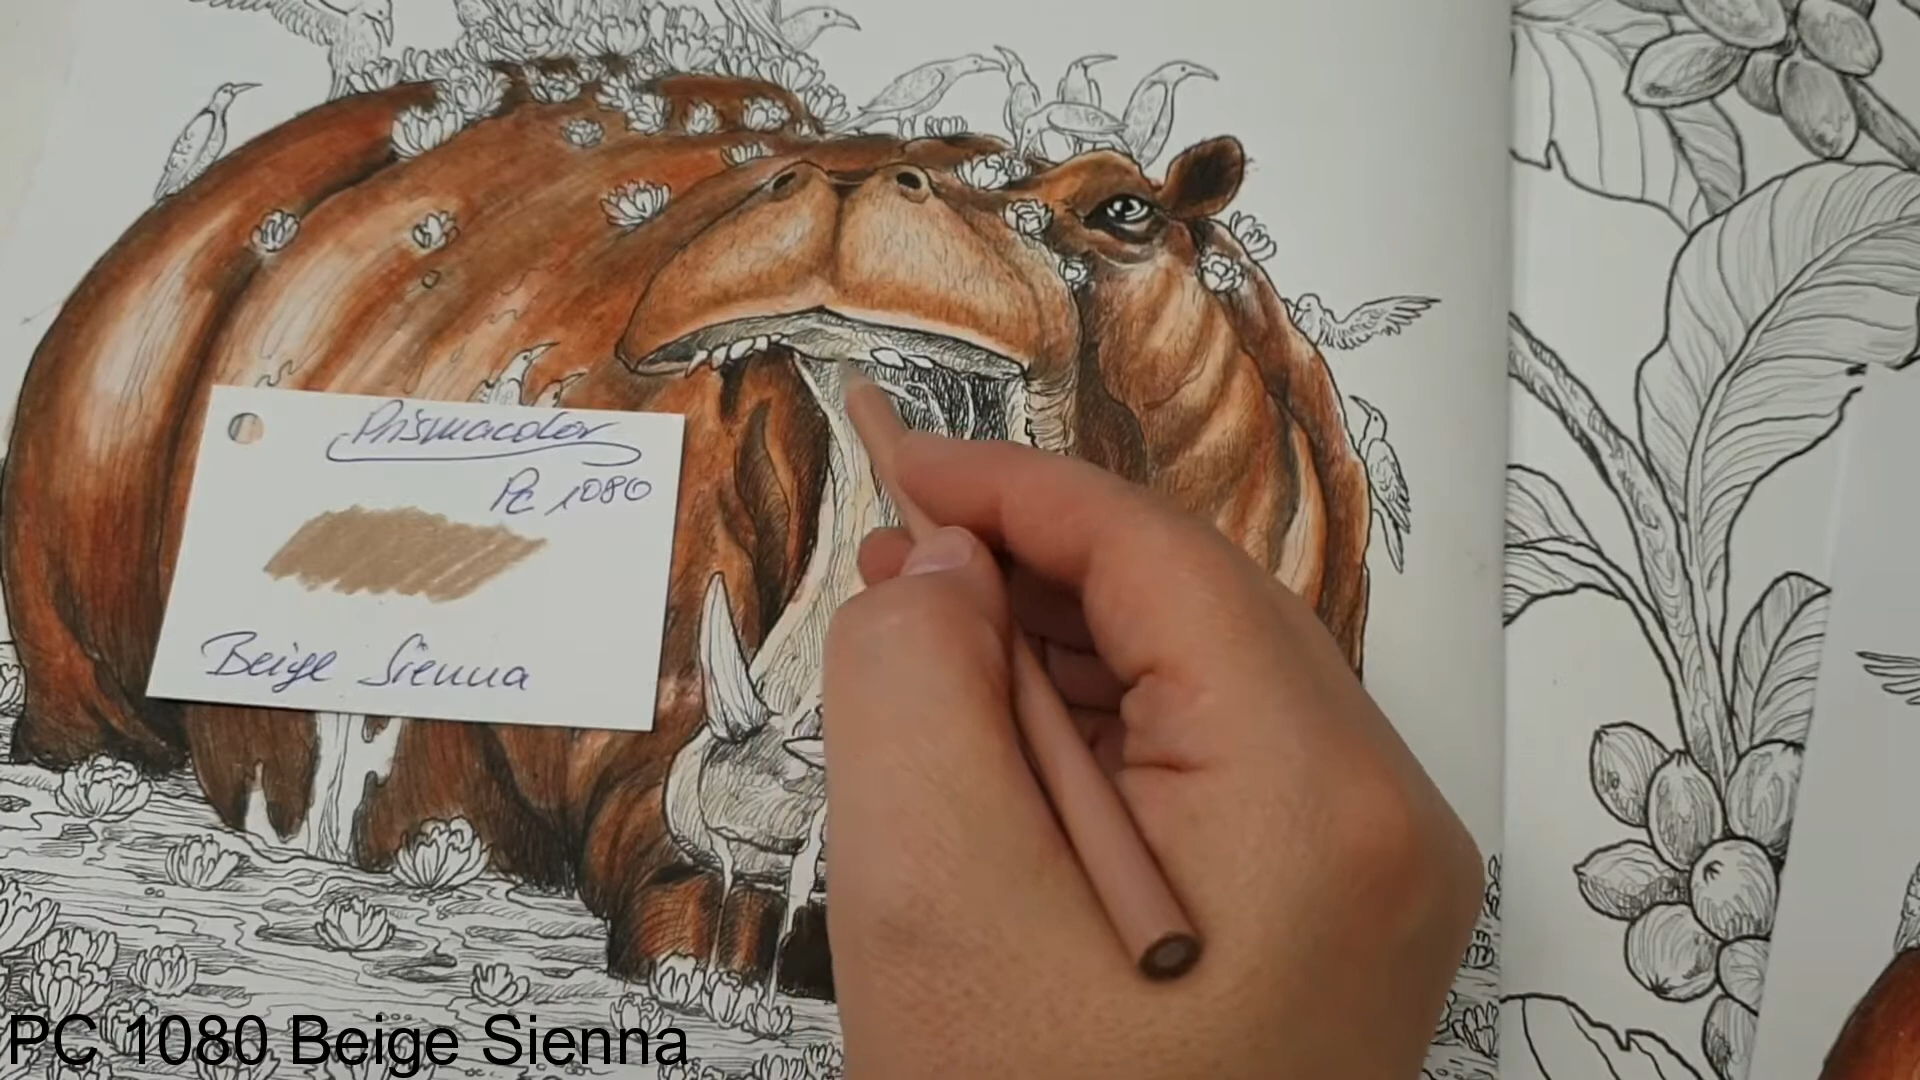 Prismacolor
PC 1080
Beige Sienna
PC 1080 Beige Sienna